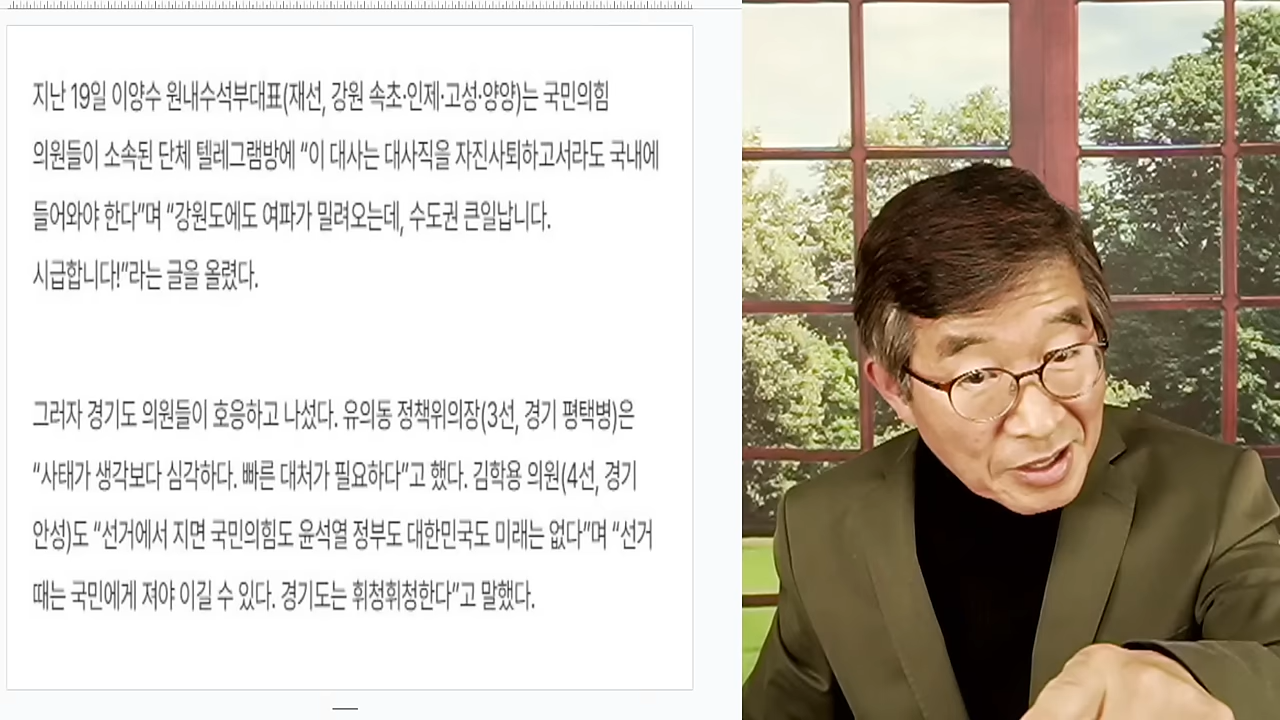 지난 19일 이양수 원내수석부대표(재선, 강원 속초·인제·고성·양양)는 국민의힘
의원들이 소속된 단체 텔레그램방에 “이 대사는 대사직을 자진사퇴하고서라도 국내에
들어와야 한다”며 “강원도에도 여파가 밀려오는데, 수도권 큰일납니다.
시급합니다!”라는 글을 올렸다.
그러자 경기도 의원들이 호응하고 나섰다. 유의동 정책위의장(3선, 경기 평택병)은
“사태가 생각보다 심각하다. 빠른 대처가 필요하다”고 했다. 김학용 의원(4선, 경기
안성)도 “선거에서 지면 국민의힘도 윤석열 정부도 대한민국도 미래는 없다”며 “선거
때는 국민에게 져야 이길 수 있다. 경기도는 휘청휘청한다”고 말했다.